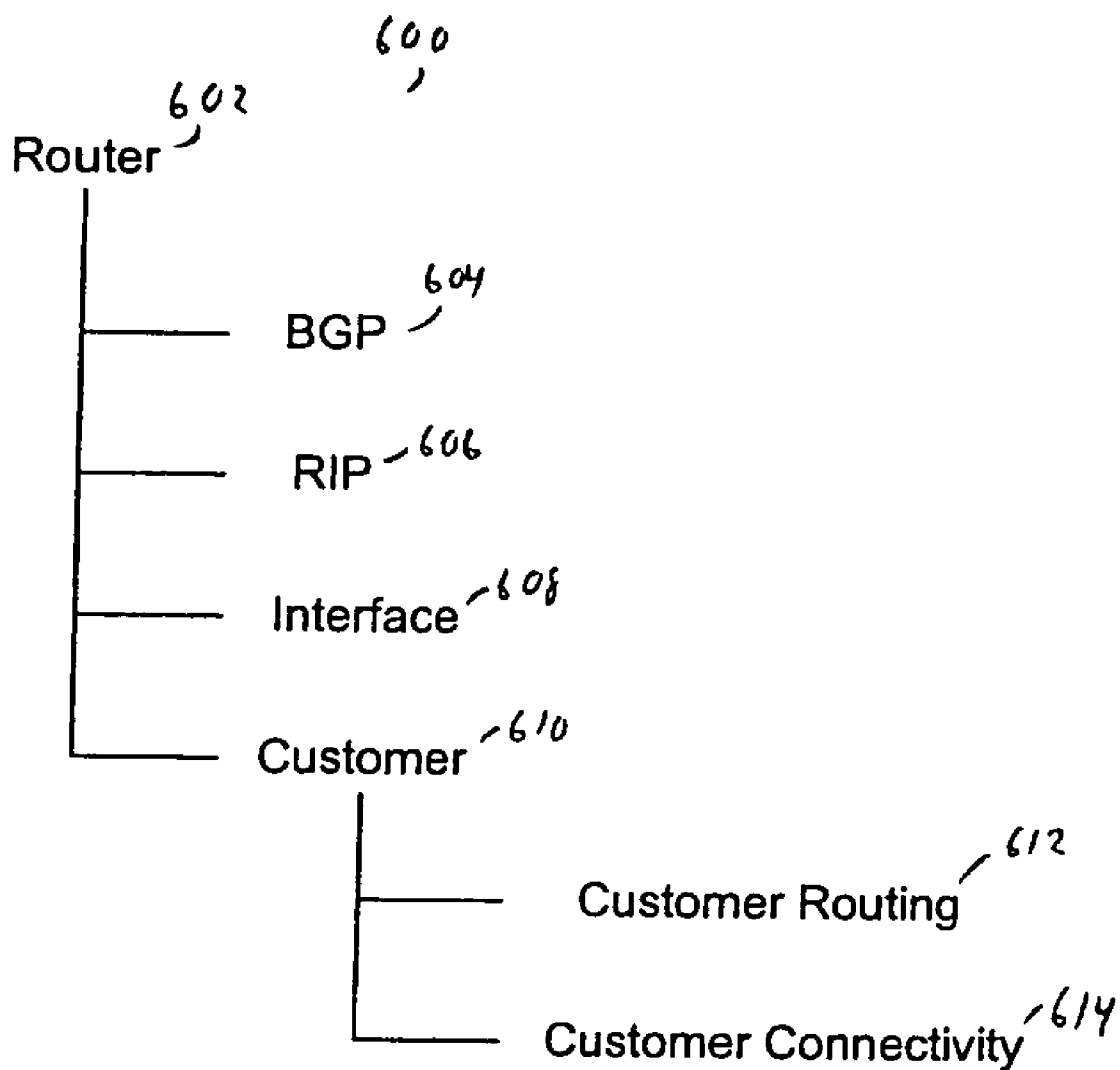 600
Router 602
BGP 604
RIP 606
Interface 608
Customer 610
Customer Routing 612
Customer Connectivity 614